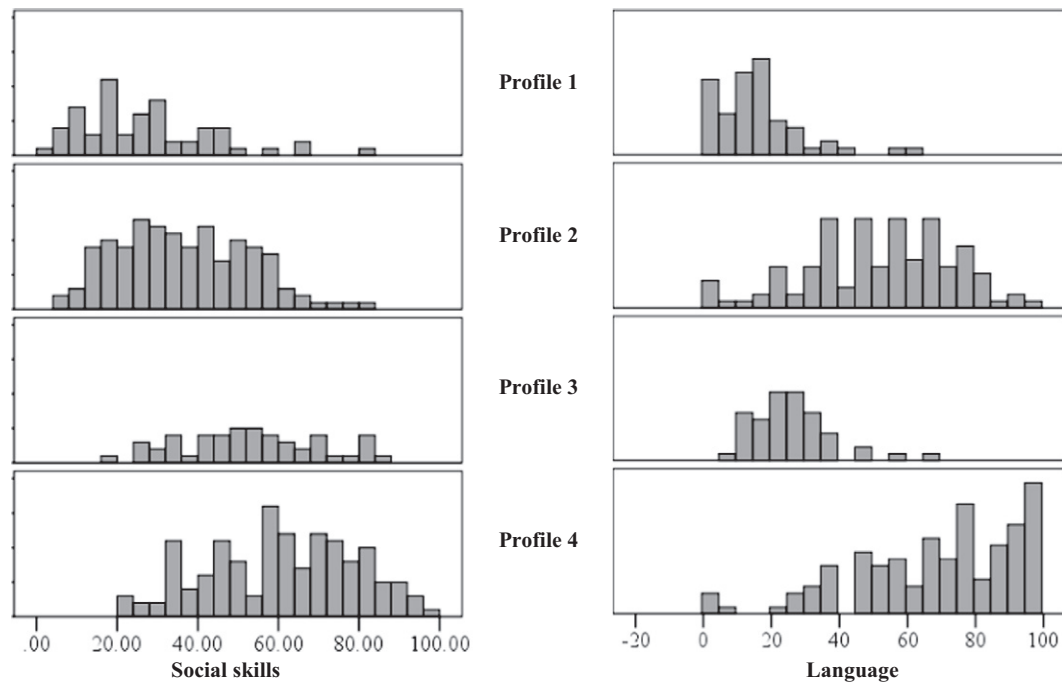 Profile 1
Profile 2
Profile 3
Profile 4
.00 20.00 40.00 60.00 80.00 100.00
Social skills
-20 0 20 40 60 80 100
Language